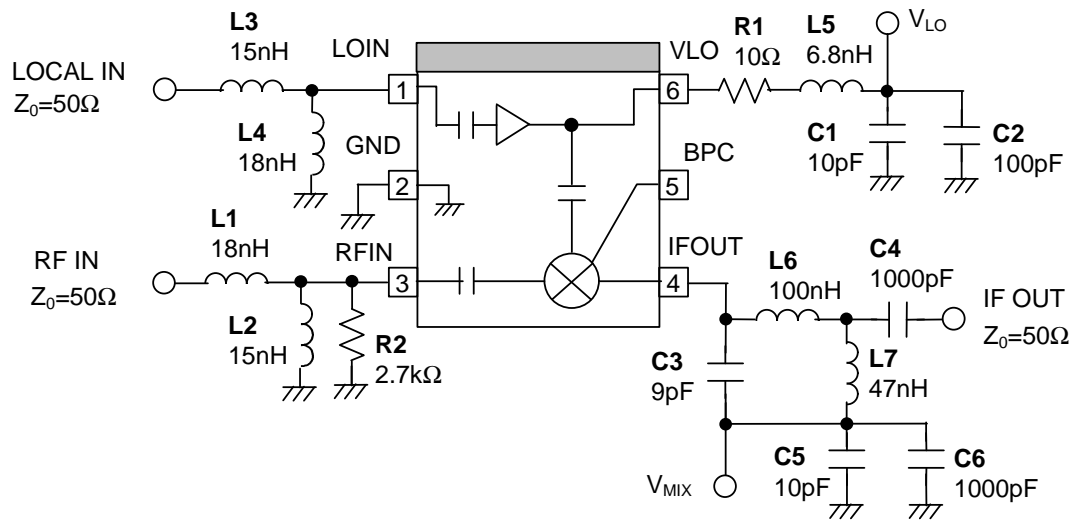 L3
15nH
LOCAL IN
Z0=50Ω
L4
18nH
LOIN
1
GND
2
L1
18nH
RF IN
Z0=50Ω
L2
15nH
R2
2.7kΩ
RFIN
3
VLO
6
BPC
5
IFOUT
4
R1
10Ω
L5
6.8nH
VLO
C1
10pF
C2
100pF
L6
100nH
C4
1000pF
IF OUT
Z0=50Ω
C3
9pF
L7
47nH
VMIX
C5
10pF
C6
1000pF